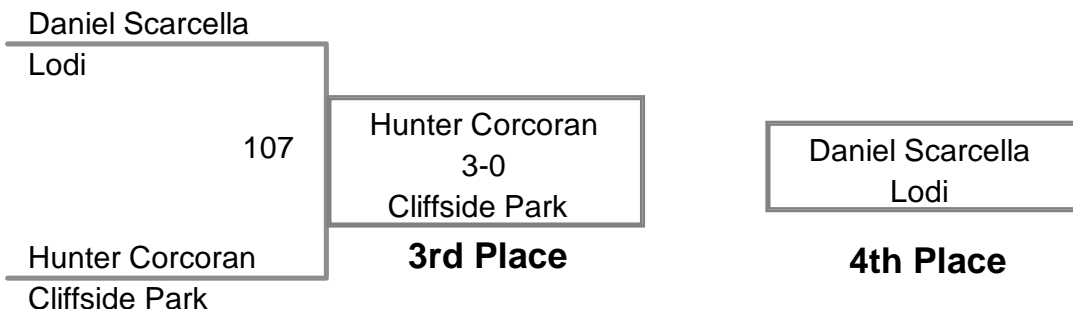 Daniel Scarcella
Lodi
107
Hunter Corcoran
3-0
Cliffside Park
3rd Place
Daniel Scarcella
Lodi
4th Place
Hunter Corcoran
Cliffside Park